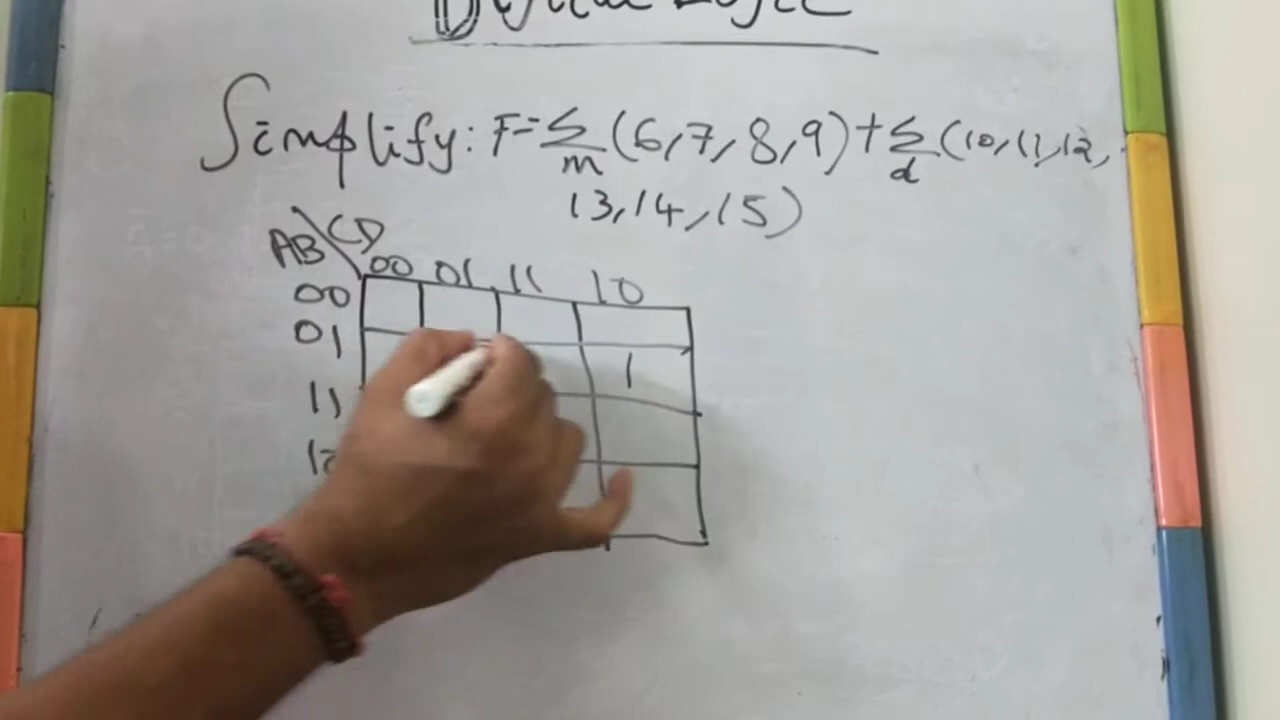 Simplify: F=Σm(6,7,8,9)+Σd(10,11,12,
13,14,15)
AB\CD
00 01 11 10
00
01 1
11